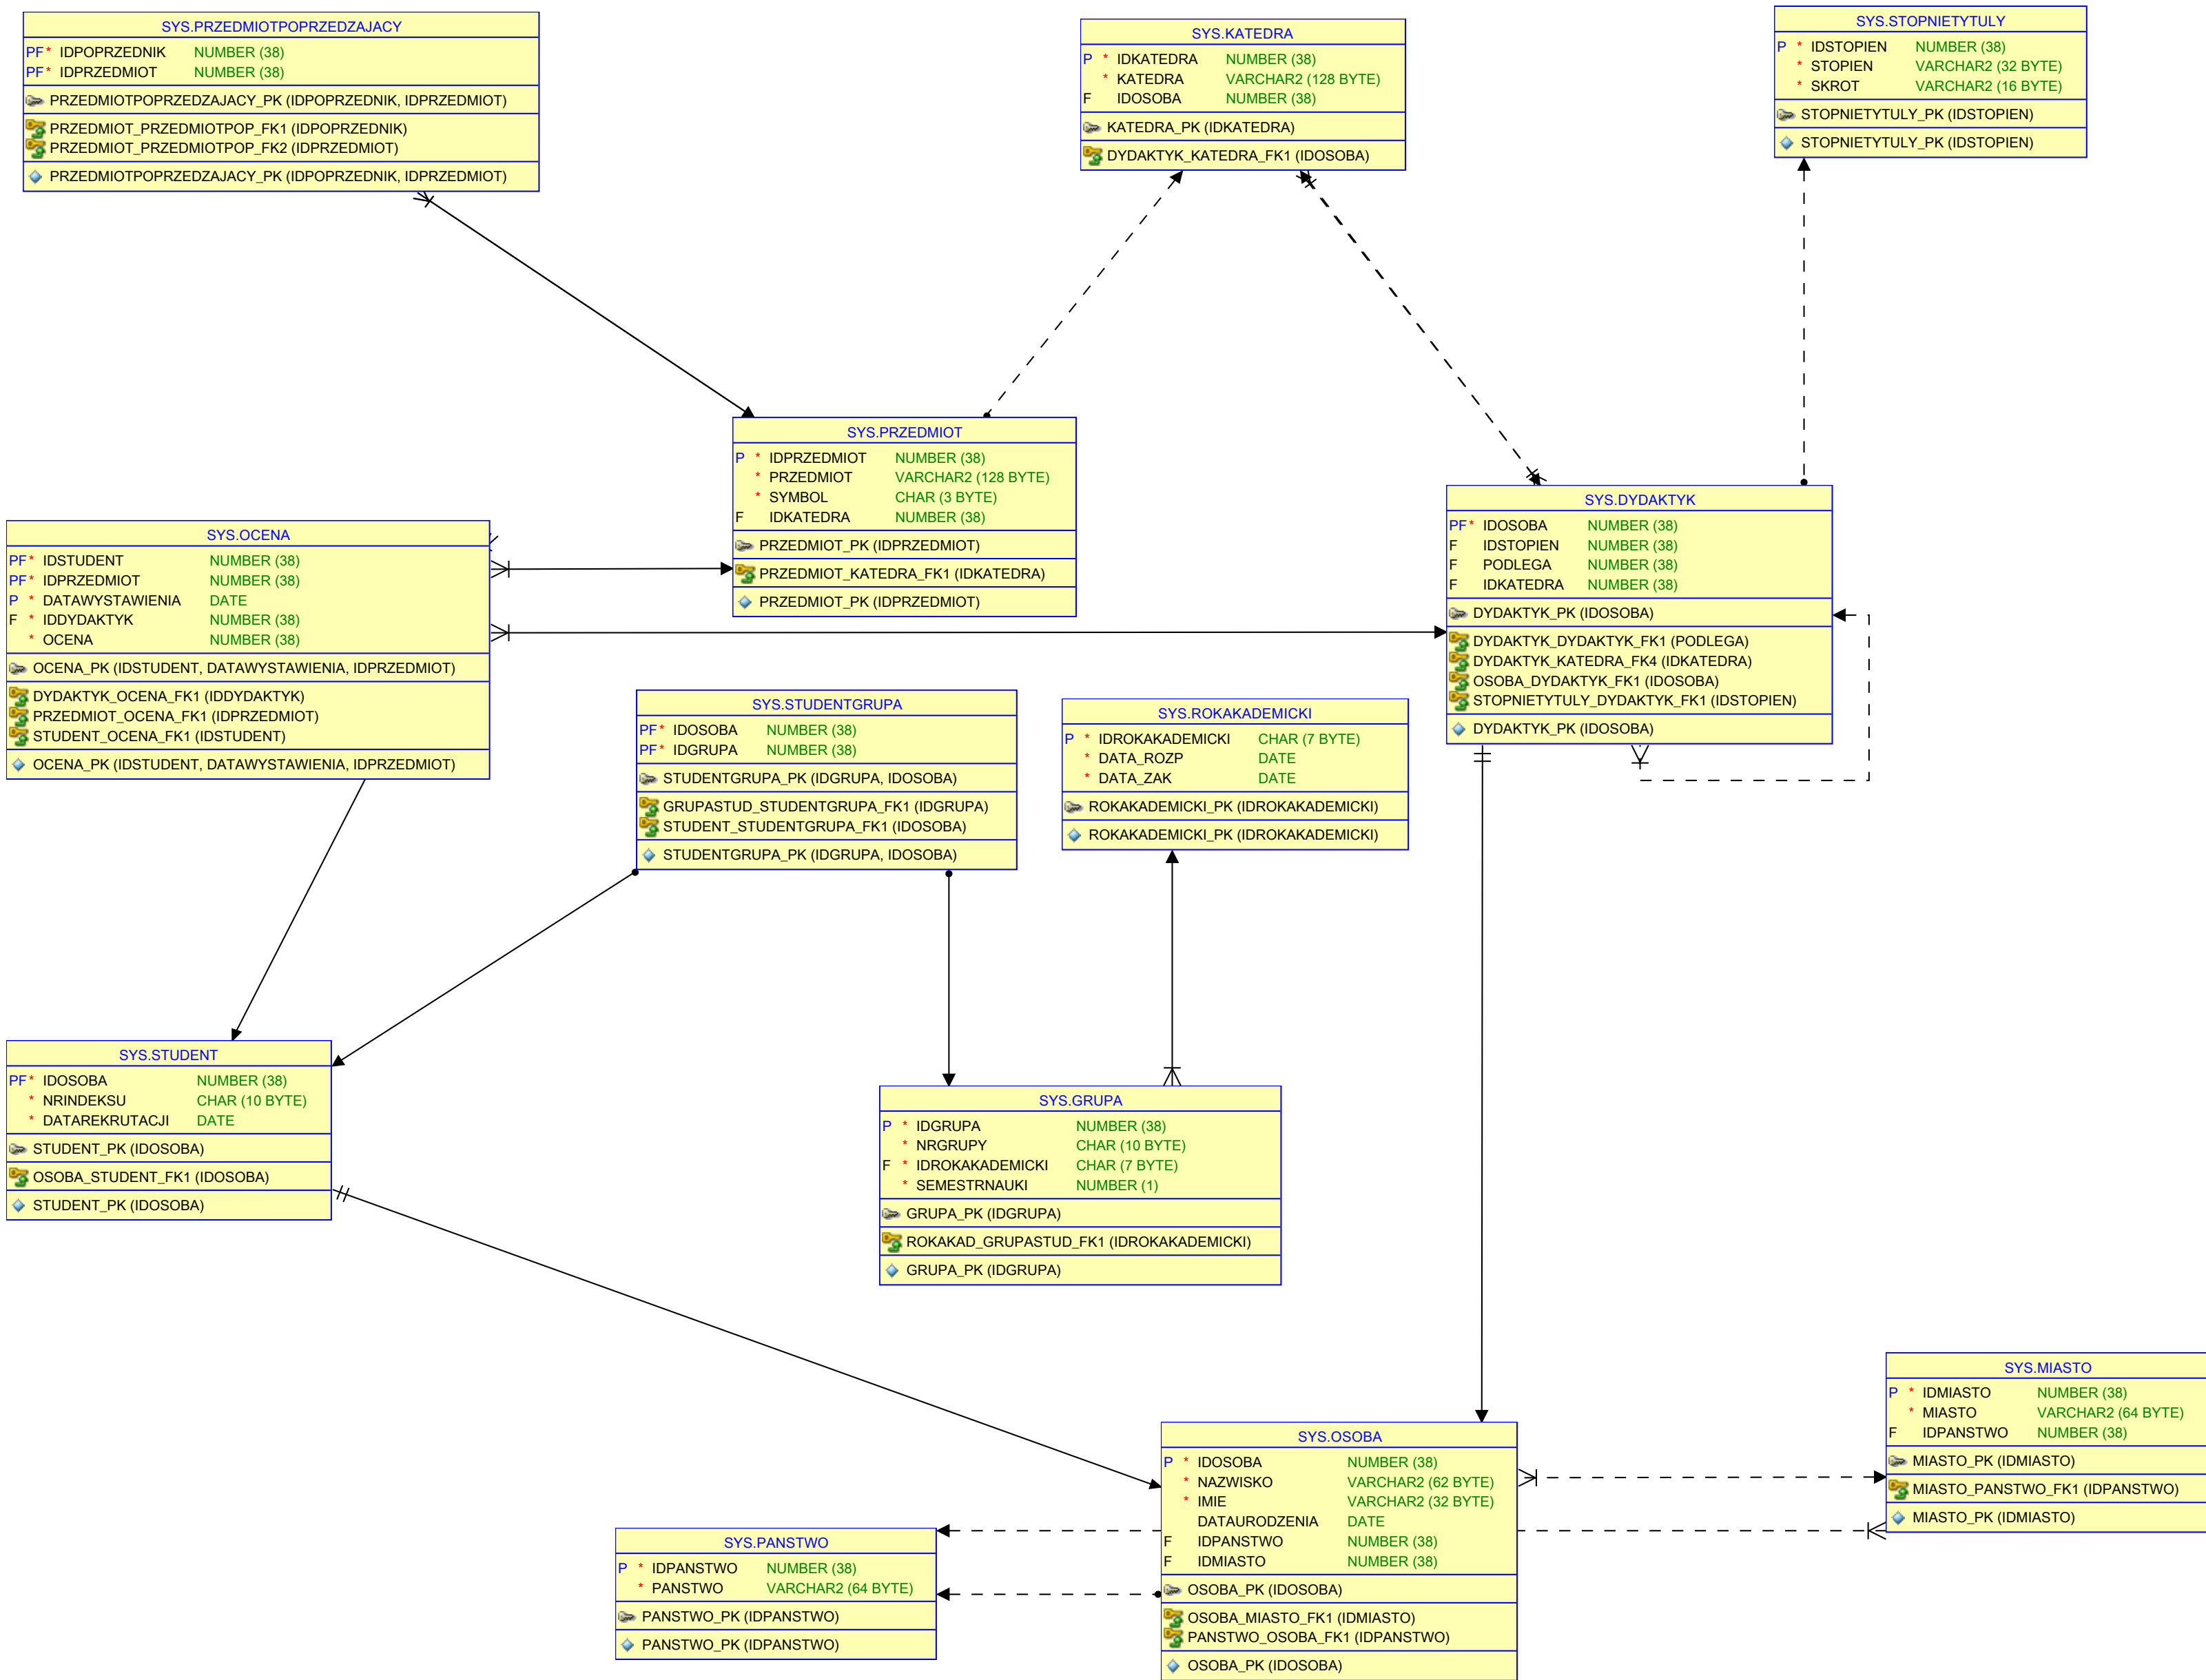 SYS.PRZEDMIOTPOPRZEDZAJACY
PF* IDPOPRZEDNIK NUMBER (38)
PF* IDPRZEDMIOT NUMBER (38)
PRZEDMIOTPOPRZEDZAJACY_PK (IDPOPRZEDNIK, IDPRZEDMIOT)
PRZEDMIOT_PRZEDMIOTPOP_FK1 (IDPOPRZEDNIK)
PRZEDMIOT_PRZEDMIOTPOP_FK2 (IDPRZEDMIOT)
PRZEDMIOTPOPRZEDZAJACY_PK (IDPOPRZEDNIK, IDPRZEDMIOT)
SYS.KATEDRA
P * IDKATEDRA NUMBER (38)
* KATEDRA VARCHAR2 (128 BYTE)
F IDOSOBA NUMBER (38)
KATEDRA_PK (IDKATEDRA)
DYDAKTYK_KATEDRA_FK1 (IDOSOBA)
SYS.STOPNIETYTULY
P * IDSTOPIEN NUMBER (38)
* STOPIEN VARCHAR2 (32 BYTE)
* SKROT VARCHAR2 (16 BYTE)
STOPNIETYTULY_PK (IDSTOPIEN)
STOPNIETYTULY_PK (IDSTOPIEN)
SYS.PRZEDMIOT
P * IDPRZEDMIOT NUMBER (38)
* PRZEDMIOT VARCHAR2 (128 BYTE)
* SYMBOL CHAR (3 BYTE)
F IDKATEDRA NUMBER (38)
PRZEDMIOT_PK (IDPRZEDMIOT)
PRZEDMIOT_KATEDRA_FK1 (IDKATEDRA)
PRZEDMIOT_PK (IDPRZEDMIOT)
SYS.DYDAKTYK
PF* IDOSOBA NUMBER (38)
F IDSTOPIEN NUMBER (38)
F PODLEGA NUMBER (38)
F IDKATEDRA NUMBER (38)
DYDAKTYK_PK (IDOSOBA)
DYDAKTYK_DYDAKTYK_FK1 (PODLEGA)
DYDAKTYK_KATEDRA_FK4 (IDKATEDRA)
OSOBA_DYDAKTYK_FK1 (IDOSOBA)
STOPNIETYTULY_DYDAKTYK_FK1 (IDSTOPIEN)
DYDAKTYK_PK (IDOSOBA)
SYS.OCENA
PF* IDSTUDENT NUMBER (38)
PF* IDPRZEDMIOT NUMBER (38)
P * DATAWYSTAWIENIA DATE
F * IDDYDAKTYK NUMBER (38)
* OCENA NUMBER (38)
OCENA_PK (IDSTUDENT, DATAWYSTAWIENIA, IDPRZEDMIOT)
DYDAKTYK_OCENA_FK1 (IDDYDAKTYK)
PRZEDMIOT_OCENA_FK1 (IDPRZEDMIOT)
STUDENT_OCENA_FK1 (IDSTUDENT)
OCENA_PK (IDSTUDENT, DATAWYSTAWIENIA, IDPRZEDMIOT)
SYS.STUDENTGRUPA
PF* IDOSOBA NUMBER (38)
PF* IDGRUPA NUMBER (38)
STUDENTGRUPA_PK (IDGRUPA, IDOSOBA)
GRUPASTUD_STUDENTGRUPA_FK1 (IDGRUPA)
STUDENT_STUDENTGRUPA_FK1 (IDOSOBA)
STUDENTGRUPA_PK (IDGRUPA, IDOSOBA)
SYS.ROKAKADEMICKI
P * IDROKAKADEMICKI CHAR (7 BYTE)
* DATA_ROZP DATE
* DATA_ZAK DATE
ROKAKADEMICKI_PK (IDROKAKADEMICKI)
ROKAKADEMICKI_PK (IDROKAKADEMICKI)
SYS.STUDENT
PF* IDOSOBA NUMBER (38)
* NRINDEKSU CHAR (10 BYTE)
* DATAREKRUTACJI DATE
STUDENT_PK (IDOSOBA)
OSOBA_STUDENT_FK1 (IDOSOBA)
STUDENT_PK (IDOSOBA)
SYS.GRUPA
P * IDGRUPA NUMBER (38)
* NRGRUPY CHAR (10 BYTE)
F * IDROKAKADEMICKI CHAR (7 BYTE)
* SEMESTRNAUKI NUMBER (1)
GRUPA_PK (IDGRUPA)
ROKAKAD_GRUPASTUD_FK1 (IDROKAKADEMICKI)
GRUPA_PK (IDGRUPA)
SYS.MIASTO
P * IDMIASTO NUMBER (38)
* MIASTO VARCHAR2 (64 BYTE)
F IDPANSTWO NUMBER (38)
MIASTO_PK (IDMIASTO)
MIASTO_PANSTWO_FK1 (IDPANSTWO)
MIASTO_PK (IDMIASTO)
SYS.OSOBA
P * IDOSOBA NUMBER (38)
* NAZWISKO VARCHAR2 (62 BYTE)
* IMIE VARCHAR2 (32 BYTE)
DATAURODZENIA DATE
F IDPANSTWO NUMBER (38)
F IDMIASTO NUMBER (38)
OSOBA_PK (IDOSOBA)
OSOBA_MIASTO_FK1 (IDMIASTO)
PANSTWO_OSOBA_FK1 (IDPANSTWO)
OSOBA_PK (IDOSOBA)
SYS.PANSTWO
P * IDPANSTWO NUMBER (38)
* PANSTWO VARCHAR2 (64 BYTE)
PANSTWO_PK (IDPANSTWO)
PANSTWO_PK (IDPANSTWO)